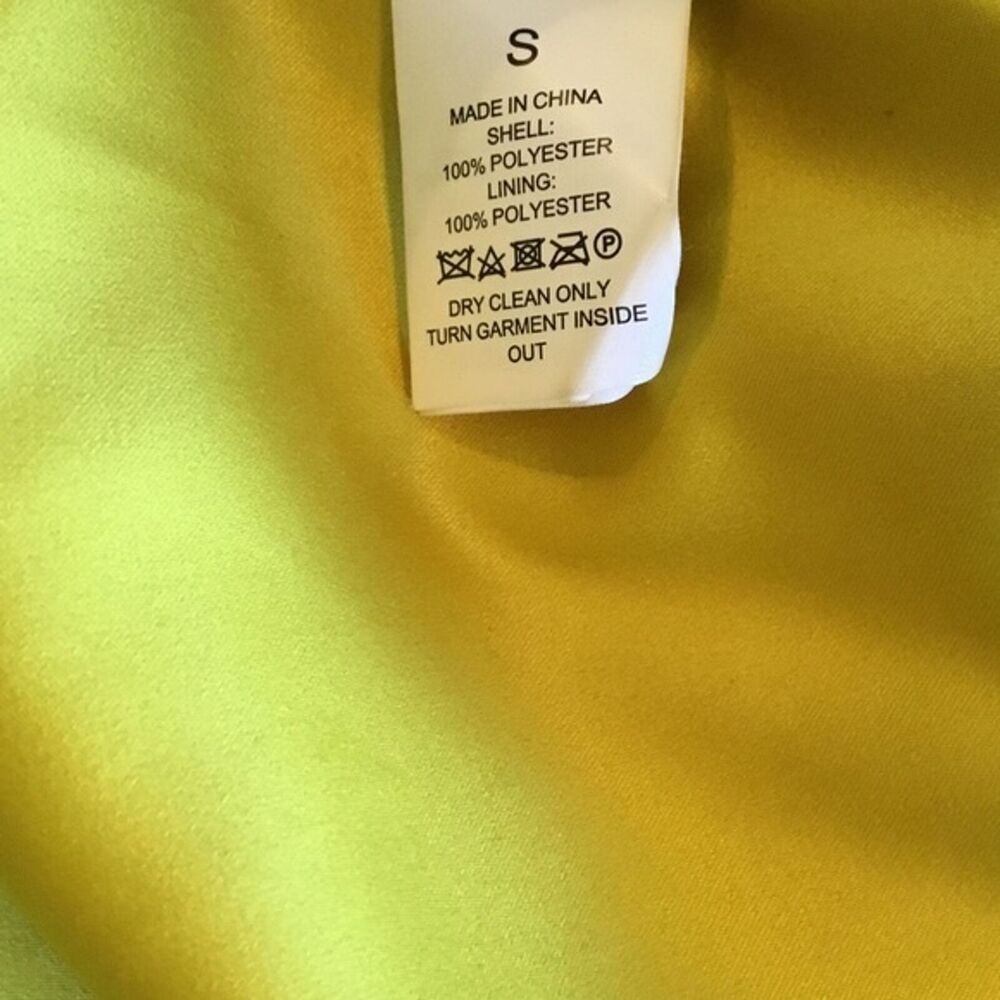 S
MADE IN CHINA
SHELL:
100% POLYESTER
LINING:
100% POLYESTER
P
DRY CLEAN ONLY
TURN GARMENT INSIDE
OUT